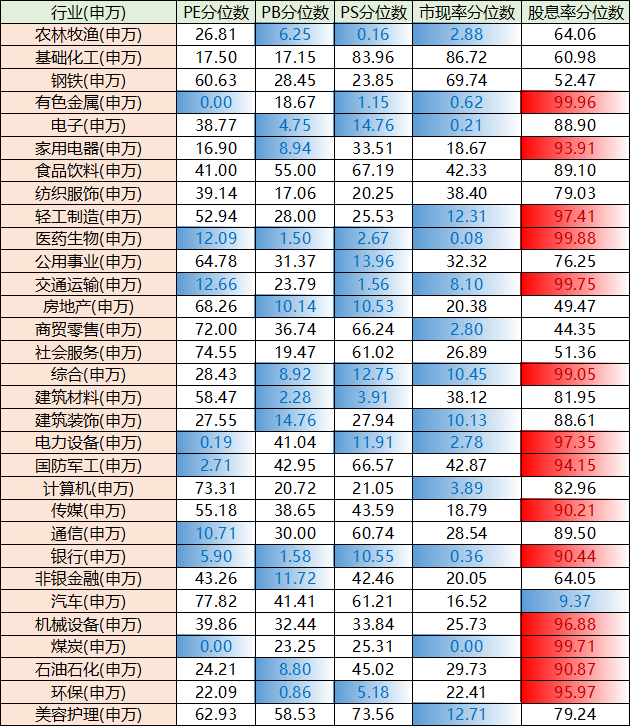 行业(申万) PE分位数 PB分位数 PS分位数 市现率分位数 股息率分位数
农林牧渔(申万) 26.81 6.25 0.16 2.88 64.06
基础化工(申万) 17.50 17.15 83.96 86.72 60.98
钢铁(申万) 60.63 28.45 23.85 69.74 52.47
有色金属(申万) 0.00 18.67 1.15 0.62 99.96
电子(申万) 38.77 4.75 14.76 0.21 88.90
家用电器(申万) 16.90 8.94 33.51 18.67 93.91
食品饮料(申万) 41.00 55.00 67.19 42.33 89.10
纺织服饰(申万) 39.14 17.06 20.25 38.40 79.03
轻工制造(申万) 52.94 28.00 25.53 12.31 97.41
医药生物(申万) 12.09 1.50 2.67 0.08 99.88
公用事业(申万) 64.78 31.37 13.96 32.32 76.25
交通运输(申万) 12.66 23.79 1.56 8.10 99.75
房地产(申万) 68.26 10.14 10.53 20.38 49.47
商贸零售(申万) 72.00 36.74 66.24 2.80 44.35
社会服务(申万) 74.55 19.47 61.02 26.89 51.36
综合(申万) 28.43 8.92 12.75 10.45 99.05
建筑材料(申万) 58.47 2.28 3.91 38.12 81.95
建筑装饰(申万) 27.55 14.76 27.94 10.13 88.61
电力设备(申万) 0.19 41.04 11.91 2.78 97.35
国防军工(申万) 2.71 42.95 66.57 42.87 94.15
计算机(申万) 73.31 20.72 21.05 3.89 82.96
传媒(申万) 55.18 38.65 43.59 18.79 90.21
通信(申万) 10.71 30.00 60.74 28.54 89.50
银行(申万) 5.90 1.58 10.55 0.36 90.44
非银金融(申万) 43.26 11.72 42.46 20.05 64.05
汽车(申万) 77.82 41.41 61.21 16.52 9.37
机械设备(申万) 39.86 32.44 33.84 25.73 96.88
煤炭(申万) 0.00 23.25 25.31 0.00 99.71
石油石化(申万) 24.21 8.80 45.02 29.73 90.87
环保(申万) 22.09 0.86 5.18 22.41 95.97
美容护理(申万) 62.93 58.53 73.56 12.71 79.24